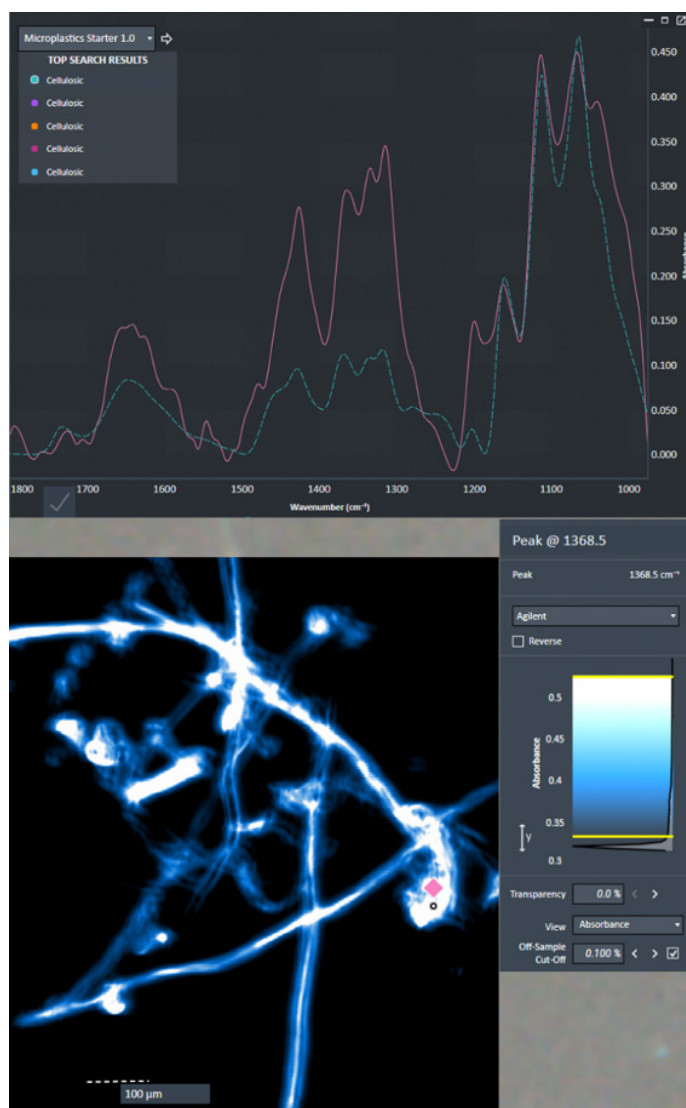 Microplastics Starter 1.0
TOP SEARCH RESULTS
Cellulosic
Cellulosic
Cellulosic
Cellulosic
Cellulosic
0.450
0.400
0.350
0.300
0.250
0.200
0.150
0.100
0.050
0.000
Absorbance
1800 1700 1600 1500 1400 1300 1200 1100 1000
Wavenumber (cm⁻¹)
Peak @ 1368.5
Peak 1368.5 cm⁻¹
Agilent
Reverse
0.5
0.45
0.4
0.35
0.3
Absorbance
y
Transparency 0.0 %
View Absorbance
Off-Sample
Cut-Off 0.100 %
100 µm